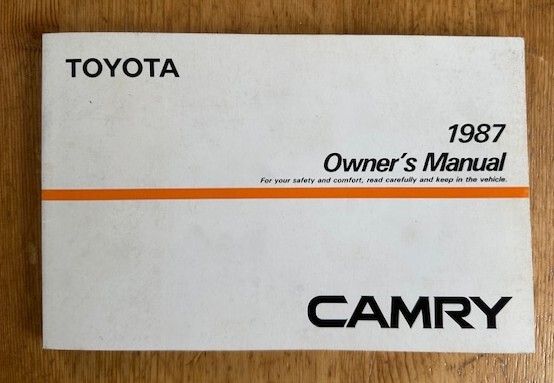 TOYOTA
1987
Owner's Manual
For your safety and comfort, read carefully and keep in the vehicle.
CAMRY